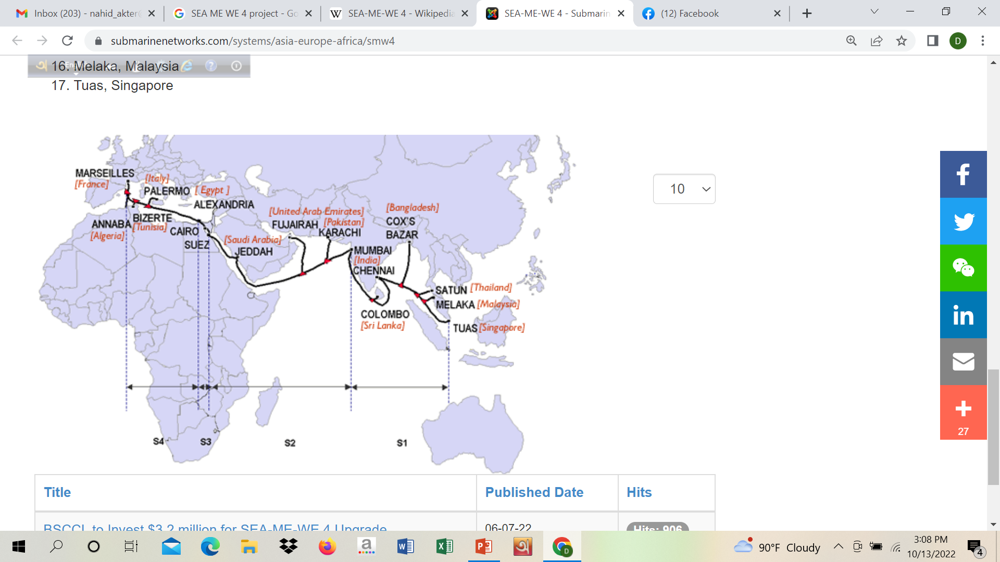 Inbox (203) - nahid_akter
SEA ME WE 4 project - Go
SEA-ME-WE 4 - Wikipedia
SEA-ME-WE 4 - Submarin
(12) Facebook
submarinenetworks.com/systems/asia-europe-africa/smw4
D
English
16. Melaka, Malaysia
17. Tuas, Singapore
MARSEILLES
[France]
[Italy]
PALERMO
[ Egypt ]
ALEXANDRIA
ANNABA
[Algeria]
BIZERTE
[Tunisia]
CAIRO
SUEZ
[Saudi Arabia]
JEDDAH
[United Arab Emirates]
FUJAIRAH
[Pakistan]
KARACHI
[Bangladesh]
COX'S
BAZAR
MUMBAI
[India]
CHENNAI
COLOMBO
[Sri Lanka]
SATUN [Thailand]
MELAKA [Malaysia]
TUAS [Singapore]
S4
S3
S2
S1
10
27
Title Published Date Hits
BSCCL to Invest $3.2 million for SEA-ME-WE 4 Upgrade 06-07-22 Hits: 906
90°F Cloudy
3:08 PM
10/13/2022
4